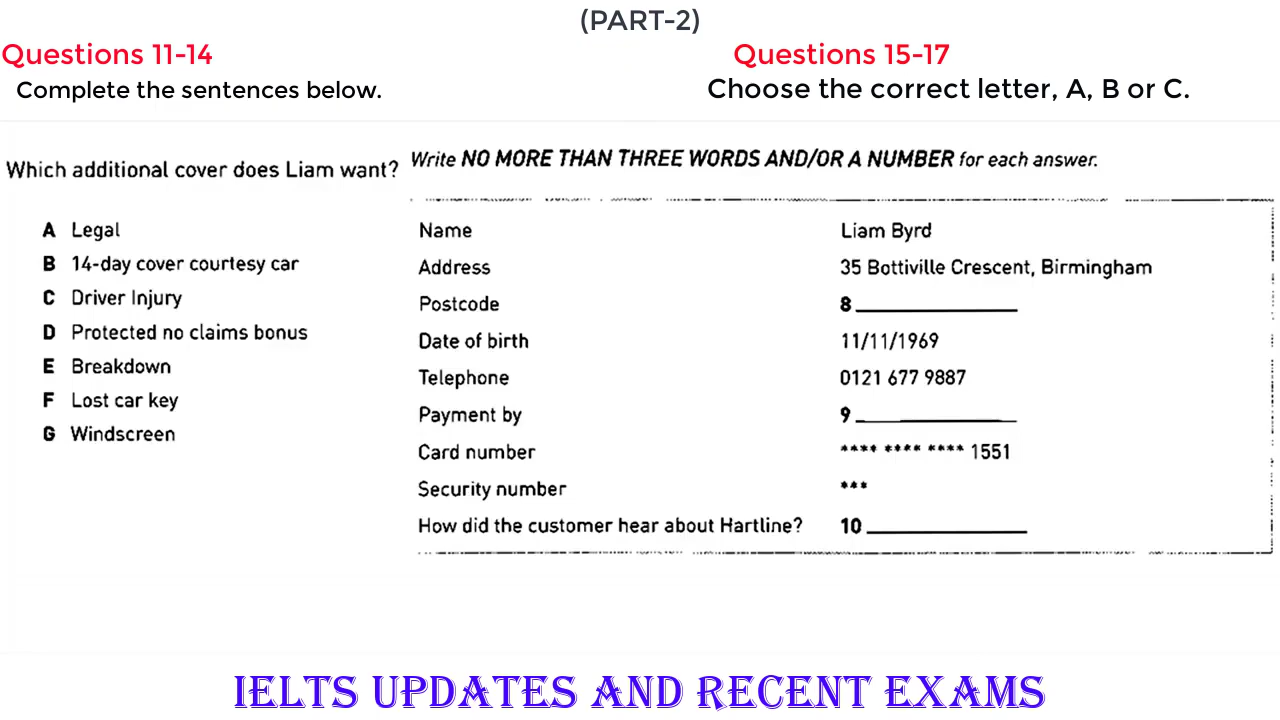 (PART-2)
Questions 11-14
Complete the sentences below.
Questions 15-17
Choose the correct letter, A, B or C.
Which additional cover does Liam want?
A Legal
B 14-day cover courtesy car
C Driver Injury
D Protected no claims bonus
E Breakdown
F Lost car key
G Windscreen
Write NO MORE THAN THREE WORDS AND/OR A NUMBER for each answer.
Name Liam Byrd
Address 35 Bottiville Crescent, Birmingham
Postcode 8
Date of birth 11/11/1969
Telephone 0121 677 9887
Payment by 9
Card number **** **** **** 1551
Security number ***
How did the customer hear about Hartline? 10
IELTS UPDATES AND RECENT EXAMS